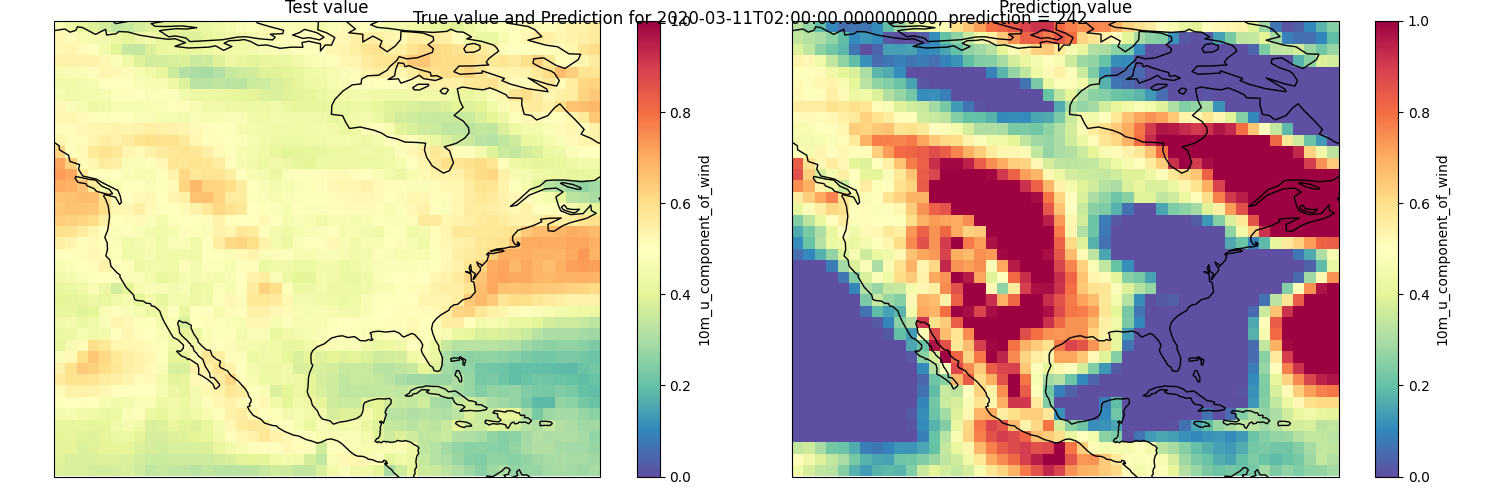 Test value
True value and Prediction for 2020-03-11T02:00:00.000000000, prediction = 242
Prediction value
1.0
0.8
0.6
0.4
0.2
0.0
10m_u_component_of_wind
1.0
0.8
0.6
0.4
0.2
0.0
10m_u_component_of_wind